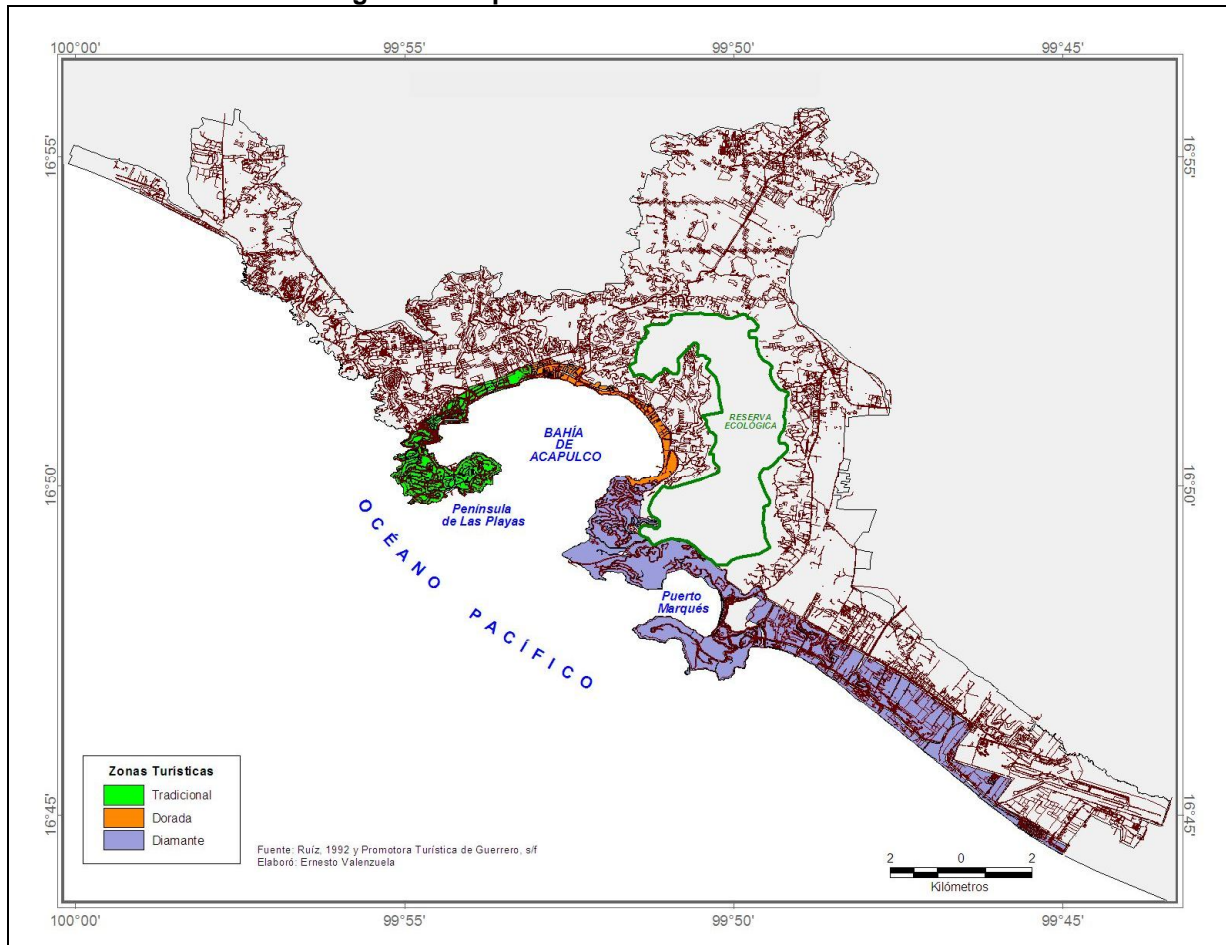 100°00' 99°55' 99°50' 99°45'
16°55' 16°55'
RESERVA
ECOLÓGICA
BAHÍA
DE
ACAPULCO
16°50' 16°50'
Península
de Las Playas
OCÉANO PACÍFICO
Puerto
Marqués
Zonas Turísticas
Tradicional
Dorada
Diamante
16°45' 16°45'
Fuente: Ruíz, 1992 y Promotora Turística de Guerrero, s/f
Elaboró: Ernesto Valenzuela
2 0 2
Kilómetros
100°00' 99°55' 99°50' 99°45'